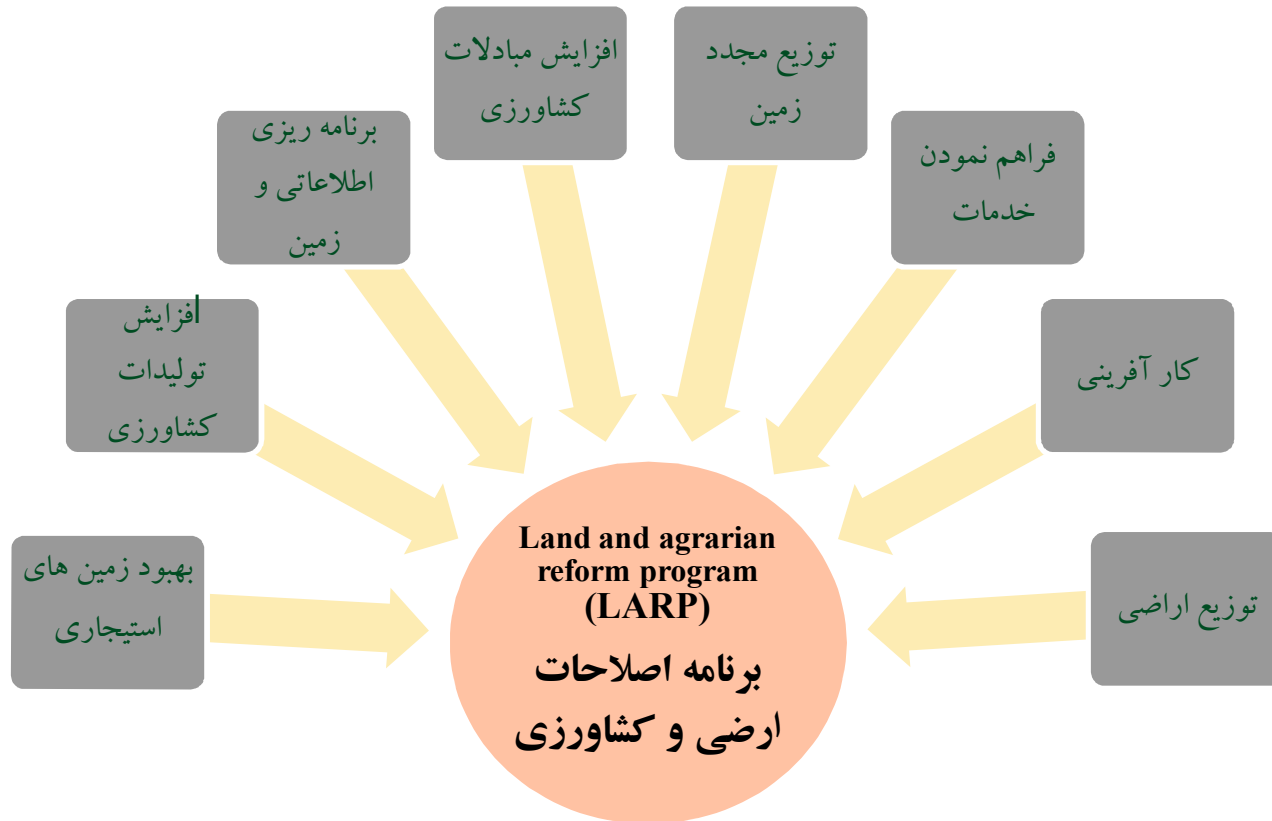 توزیع مجدد
زمین
افزایش مبادلات
کشاورزی
فراهم نمودن
خدمات
برنامه ریزی
اطلاعاتی و
زمین
کار آفرینی
افزایش
تولیدات
کشاورزی
توزیع اراضی
بهبود زمین های
استیجاری
Land and agrarian
reform program
(LARP)
برنامه اصلاحات
ارضی و کشاورزی